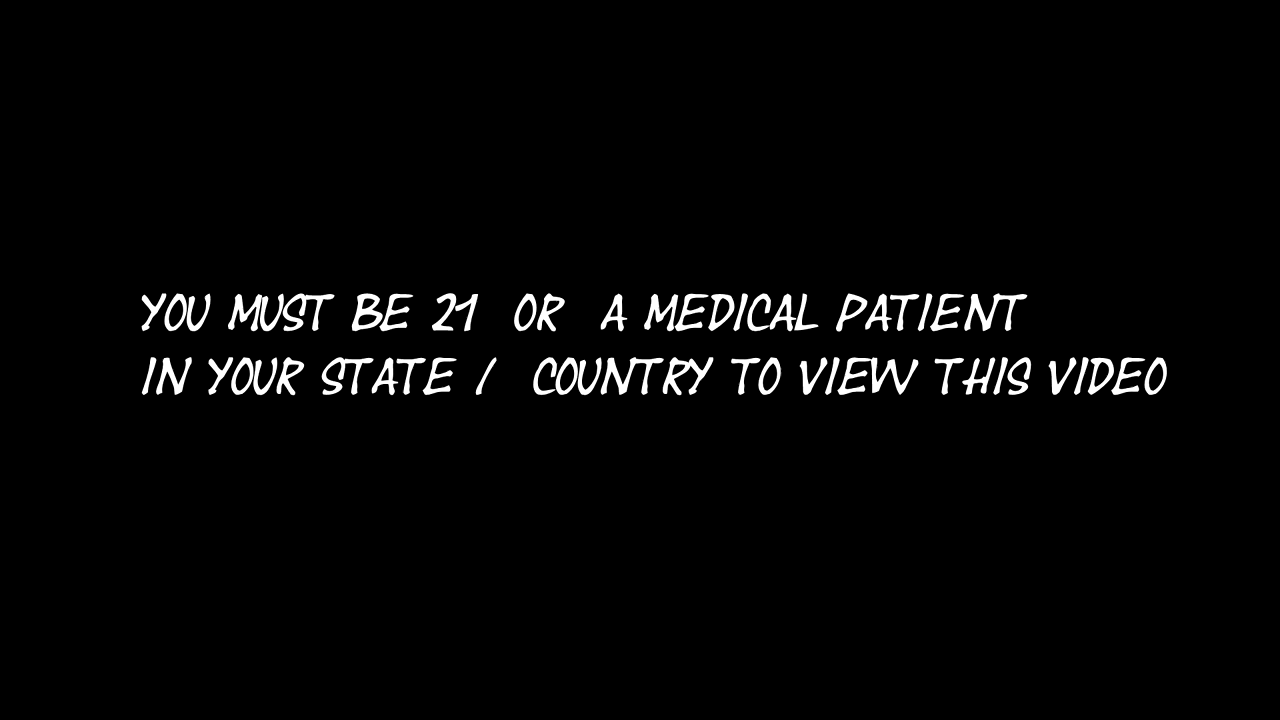 YOU MUST BE 21 OR A MEDICAL PATIENT
IN YOUR STATE / COUNTRY TO VIEW THIS VIDEO